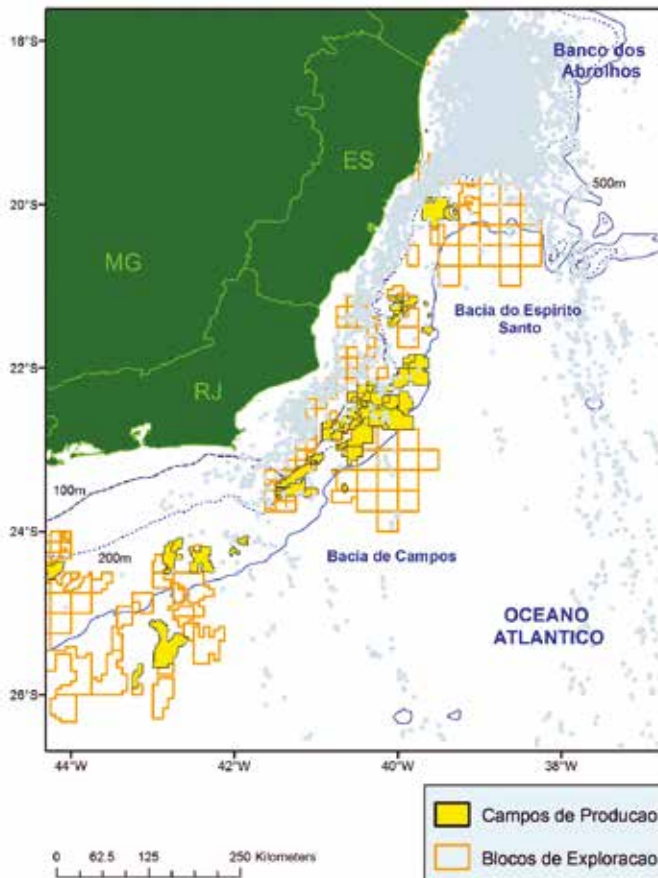 18°S
Banco dos
Abrolhos
ES
20°S
500m
MG
Bacia do Espírito
Santo
22°S
RJ
100m
24°S
200m
Bacia de Campos
OCEANO
ATLANTICO
26°S
44°W
42°W
40°W
38°W
Campos de Producao
Blocos de Exploracao
0 62.5 125 250 Kilometers